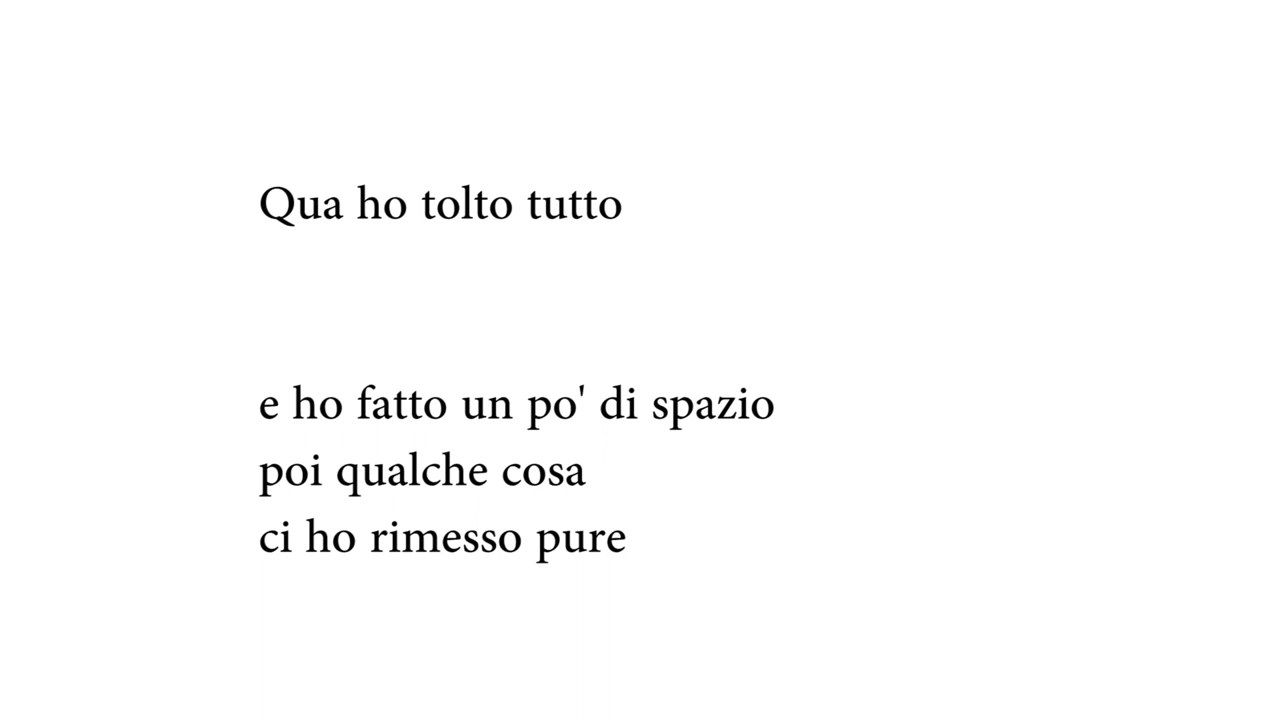 Qua ho tolto tutto
e ho fatto un po' di spazio
poi qualche cosa
ci ho rimesso pure